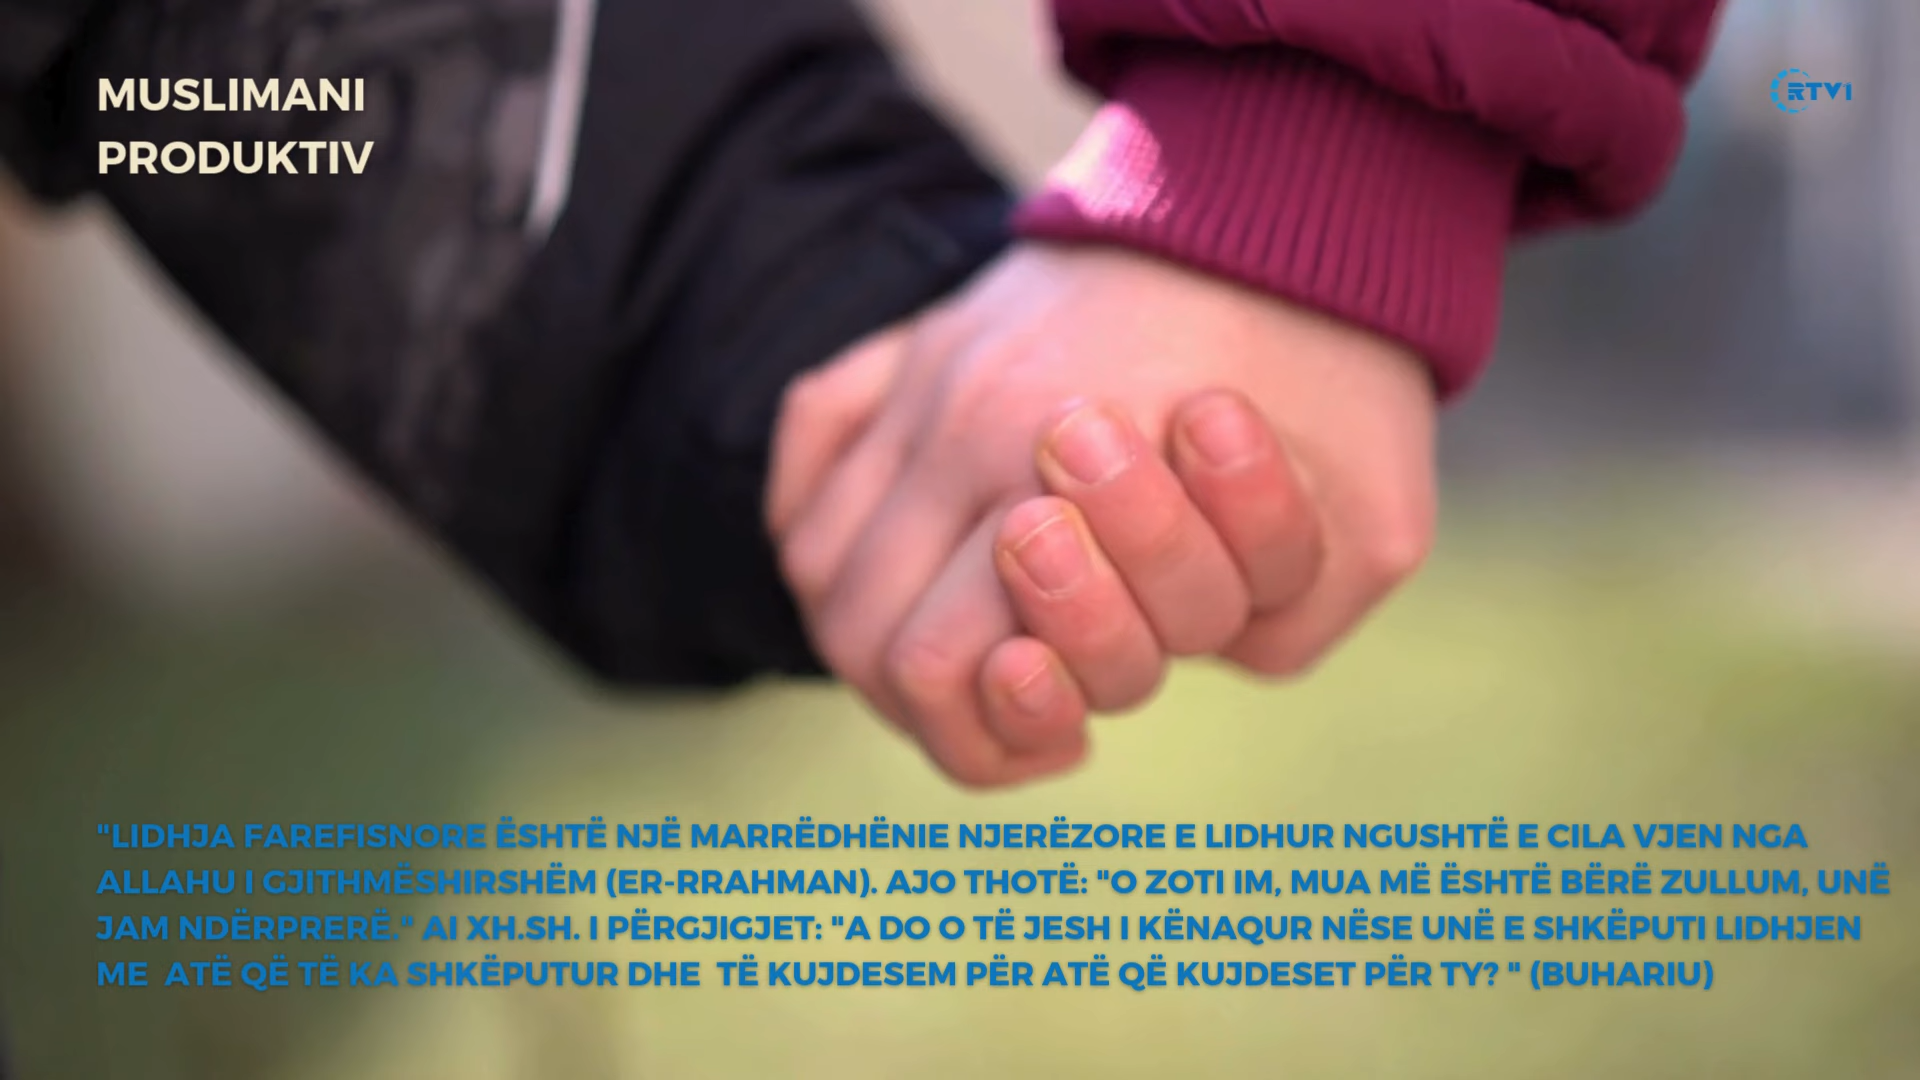 MUSLIMANI
PRODUKTIV
RTV1
"LIDHJA FAREFISNORE ËSHTË NJË MARRËDHËNIE NJERËZORE E LIDHUR NGUSHTË E CILA VJEN NGA
ALLAHU I GJITHMËSHIRSHËM (ER-RRAHMAN). AJO THOTË: "O ZOTI IM, MUA MË ËSHTË BËRË ZULLUM, UNË
JAM NDËRPRERË." AI XH.SH. I PËRGJIGJET: "A DO O TË JESH I KËNAQUR NËSE UNË E SHKËPUTI LIDHJEN
ME  ATË QË TË KA SHKËPUTUR DHE  TË KUJDESEM PËR ATË QË KUJDESET PËR TY? " (BUHARIU)